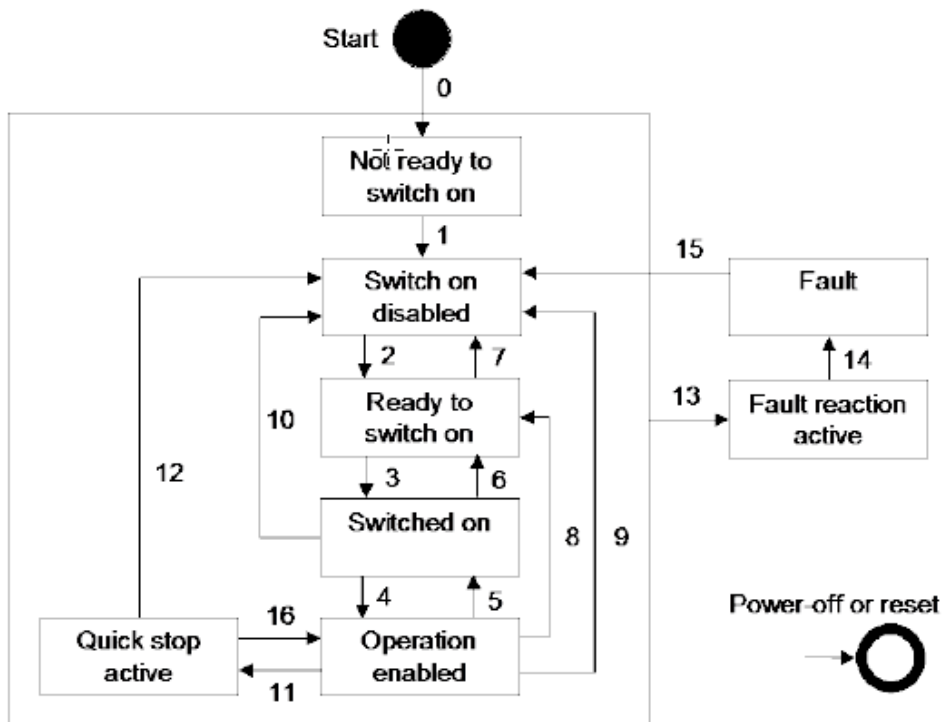 Start
0
Not ready to
switch on
1
15
Switch on
disabled
Fault
2
7
14
10
Ready to
switch on
13
Fault reaction
active
12
3
6
Switched on
8
9
4
5
16
Power-off or reset
Quick stop
active
Operation
enabled
11